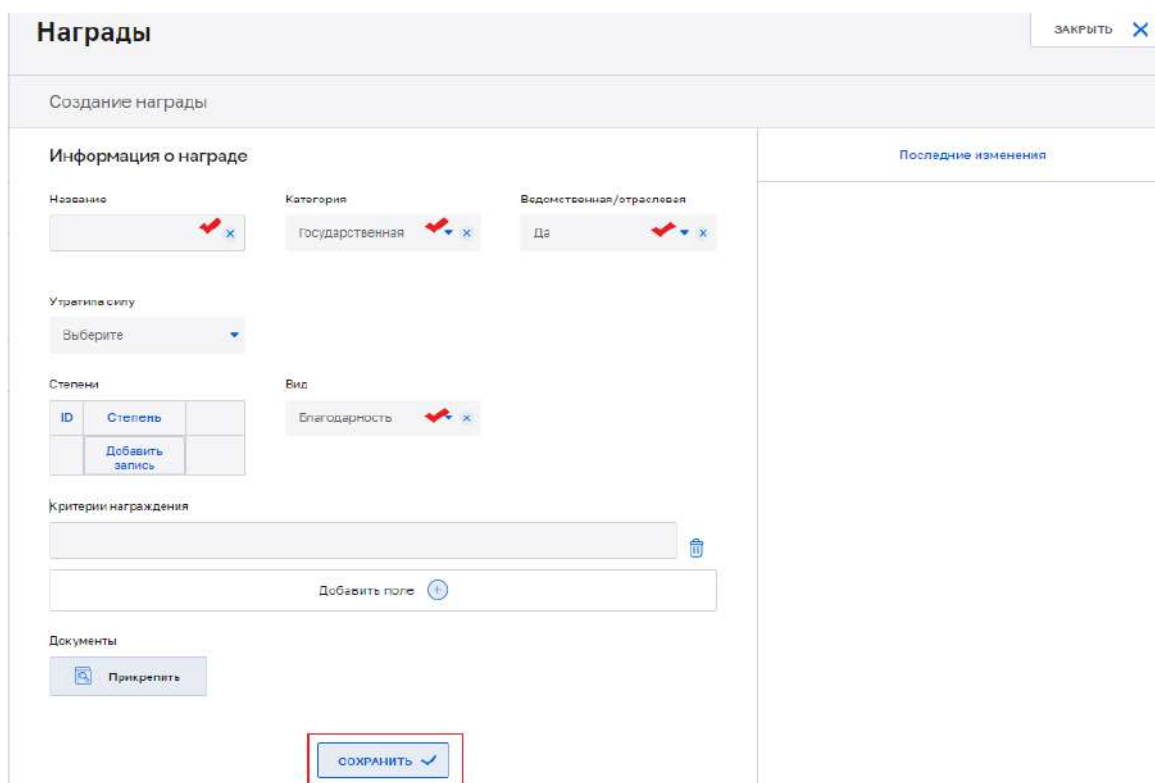 Награды
ЗАКРЫТЬ
Создание награды
Информация о награде
Последние изменения
Название
Категория
Ведомственная/отраслевая
Государственная
Да
Утратила силу
Выберите
Степени
Вид
ID
Степень
Благодарность
Добавить
запись
Критерии награждения
Добавить поле
Документы
Прикрепить
СОХРАНИТЬ